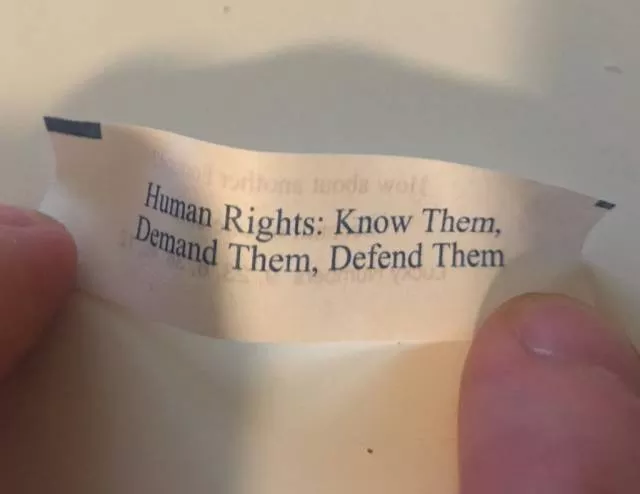 Human Rights: Know Them,
Demand Them, Defend Them